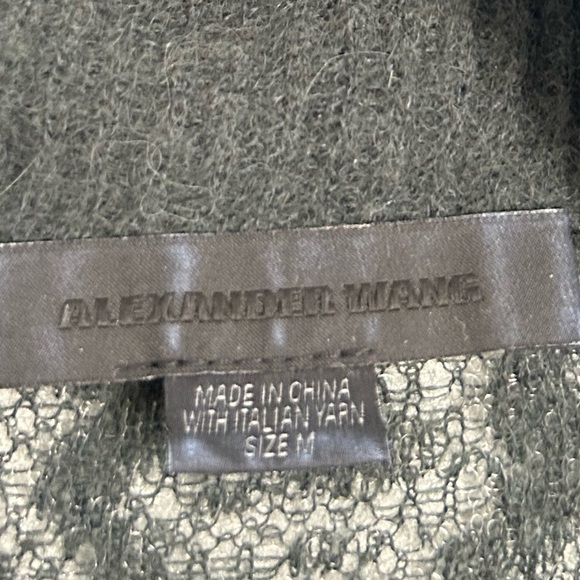 ALEXANDER WANG
MADE IN CHINA
WITH ITALIAN YARN
SIZE M